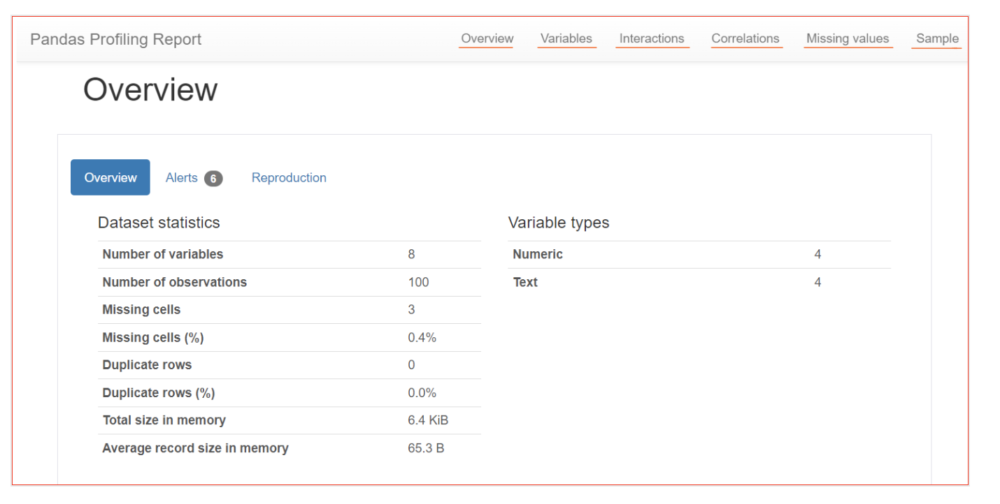 Pandas Profiling Report Overview Variables Interactions Correlations Missing values Sample
Overview
Overview Alerts 6 Reproduction
Dataset statistics
Number of variables 8
Number of observations 100
Missing cells 3
Missing cells (%) 0.4%
Duplicate rows 0
Duplicate rows (%) 0.0%
Total size in memory 6.4 KiB
Average record size in memory 65.3 B
Variable types
Numeric 4
Text 4